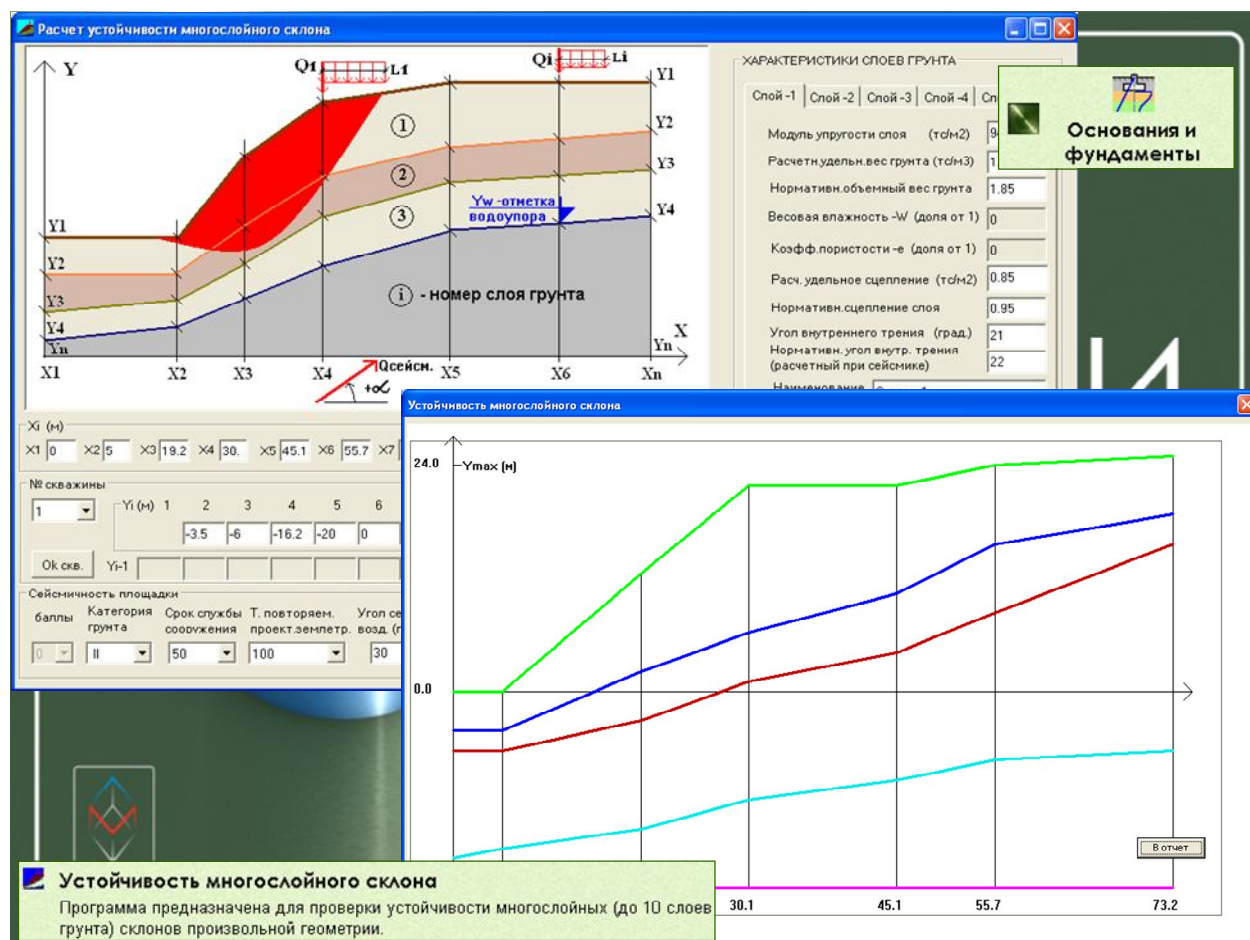 Расчет устойчивости многослойного склона
Y
Q1
L1
Qi
Li
Y1
Y2
Y3
Y4
Yn
1
2
3
Yw -отметка
водоупора
Y1
Y2
Y3
Y4
Yn
i - номер слоя грунта
X
X1 X2 X3 X4 X5 X6 Xn
Qсейсм.
+α
ХАРАКТЕРИСТИКИ СЛОЕВ ГРУНТА
Слой -1 Слой -2 Слой -3 Слой -4
Модуль упругости слоя (тс/м2)
Расчетн.удельн.вес грунта (тс/м3) 1
Нормативн.объемный вес грунта 1.85
Весовая влажность -W (доля от 1) 0
Коэфф.пористости -е (доля от 1) 0
Расч. удельное сцепление (тс/м2) 0.85
Нормативн.сцепление слоя 0.95
Угол внутреннего трения (град.) 21
Нормативн. угол внутр. трения
(расчетный при сейсмике) 22
Наименование
Основания и
фундаменты
Xi (м)
X1 0 X2 5 X3 19.2 X4 30. X5 45.1 X6 55.7 X7
№ скважины
1
Yi (м) 1 2 3 4 5 6
-3.5 -6 -16.2 -20 0
Ok скв. Yi-1
Сейсмичность площадки
баллы Категория Срок службы Т. повторяем. Угол се
грунта сооружения проект.землетр. возд. (г
0 II 50 100 30
Устойчивость многослойного склона
24.0
Ymax (м)
0.0
В отчет
30.1 45.1 55.7 73.2
Устойчивость многослойного склона
Программа предназначена для проверки устойчивости многослойных (до 10 слоев
грунта) склонов произвольной геометрии.